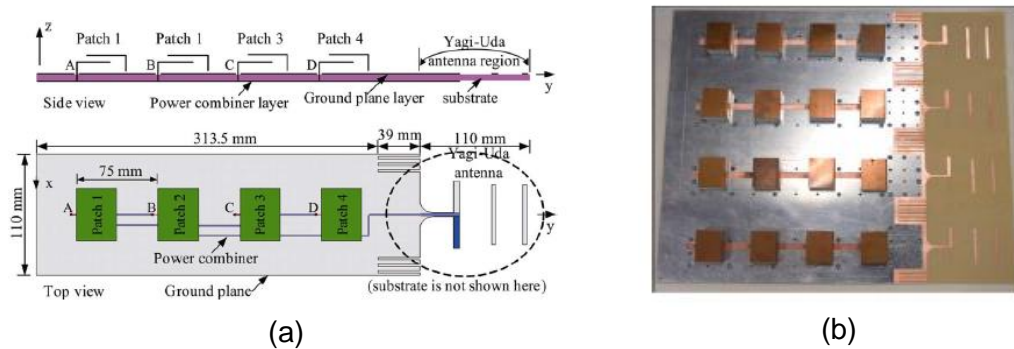 z
Patch 1 Patch 1 Patch 3 Patch 4
Yagi-Uda
antenna region
A B C D
y
Side view
Power combiner layer
Ground plane layer
substrate
313.5 mm 39 mm 110 mm
Yagi-Uda
antenna
75 mm
x
110 mm
A Patch 1 B Patch 2 C Patch 3 D Patch 4
y
Power combiner
Top view
Ground plane
(substrate is not shown here)
(a) (b)